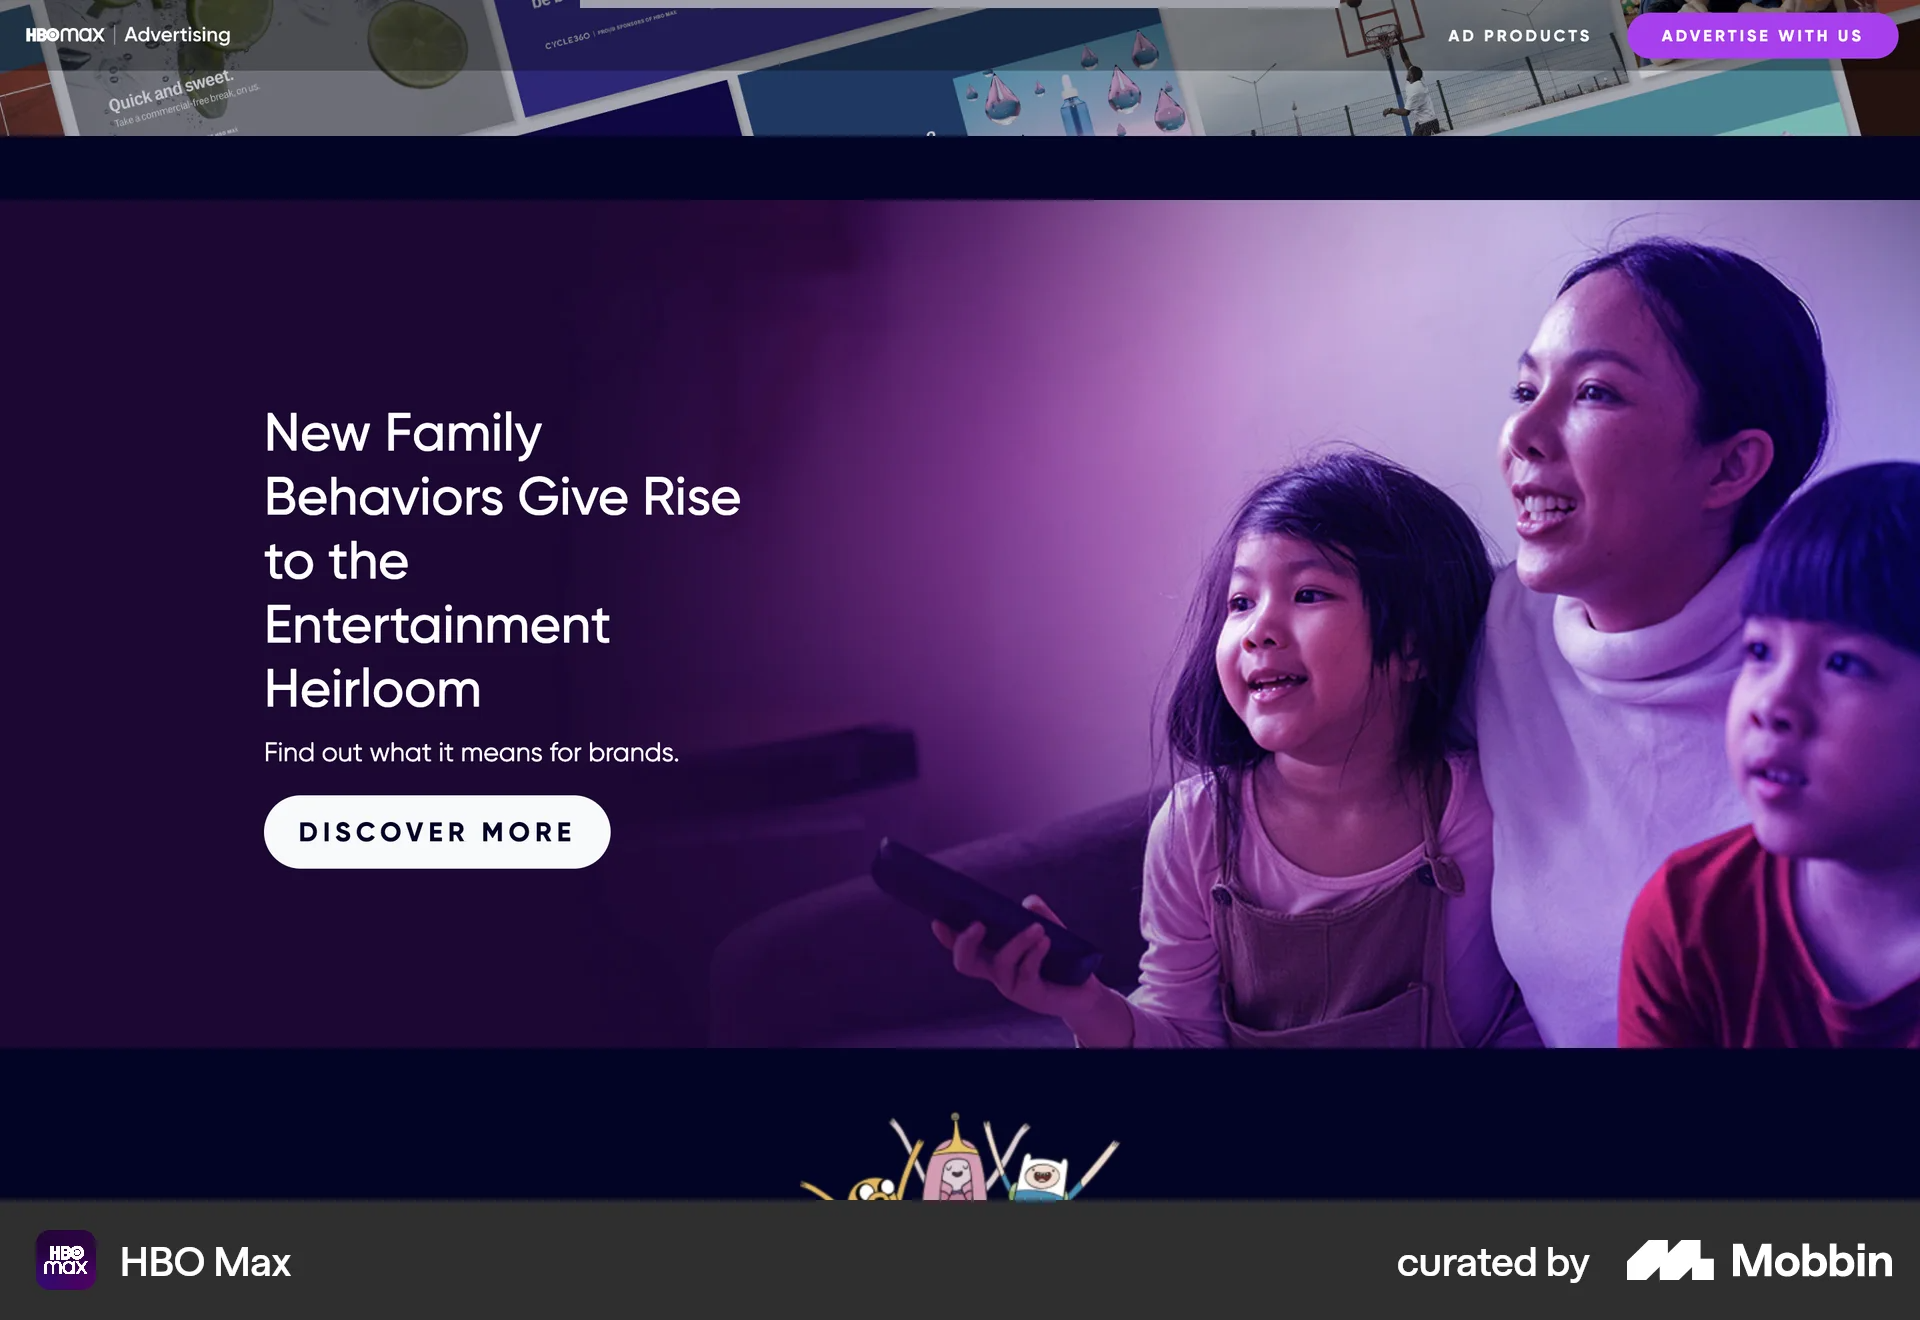 HBO max | Advertising
AD PRODUCTS
ADVERTISE WITH US
CYCLE360 | PROUD SPONSORS OF HBO MAX
Quick and sweet.
Take a commercial-free break, on us.
New Family
Behaviors Give Rise
to the
Entertainment
Heirloom
Find out what it means for brands.
DISCOVER MORE
HBO
max
HBO Max
curated by
Mobbin